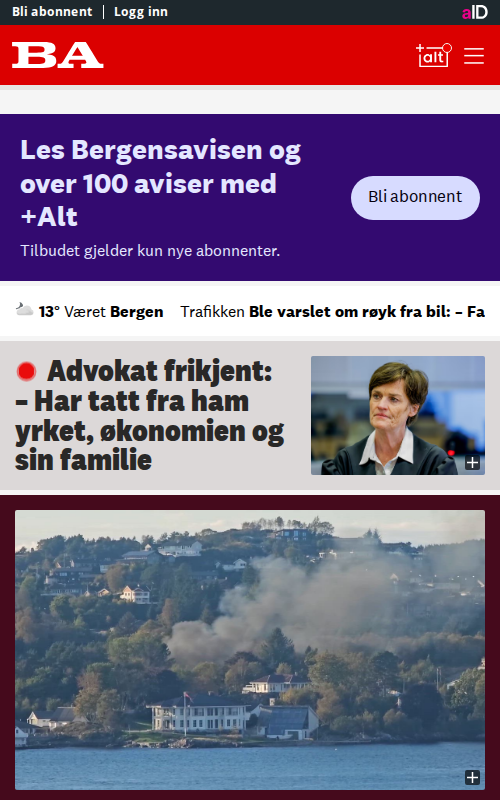 Bli abonnent
Logg inn
aID
BA
+alt
Les Bergensavisen og
over 100 aviser med
+Alt
Tilbudet gjelder kun nye abonnenter.
Bli abonnent
13° Været Bergen
Trafikken Ble varslet om røyk fra bil: – Fa
Advokat frikjent:
– Har tatt fra ham
yrket, økonomien og
sin familie